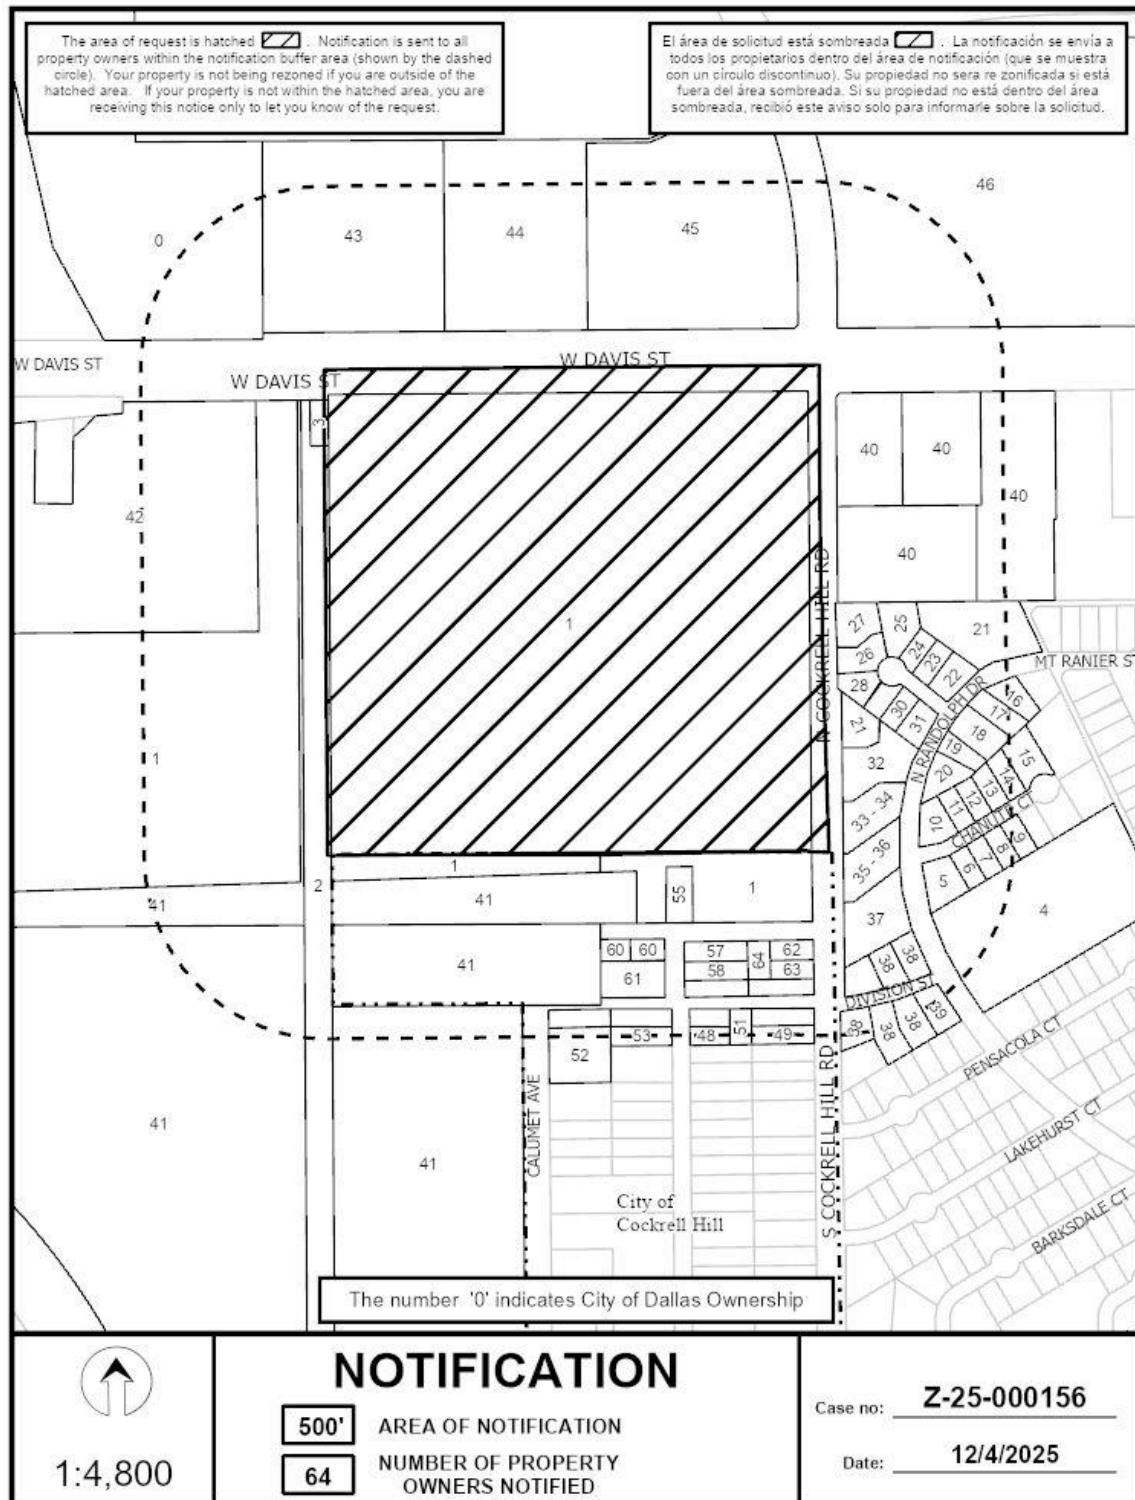 The area of request is hatched . Notification is sent to all
property owners within the notification buffer area (shown by the dashed
circle). Your property is not being rezoned if you are outside of the
hatched area. If your property is not within the hatched area, you are
receiving this notice only to let you know of the request.
El área de solicitud está sombreada . La notificación se envía a
todos los propietarios dentro del área de notificación (que se muestra
con un círculo discontinuo). Su propiedad no sera re zonificada si está
fuera del área sombreada. Si su propiedad no está dentro del área
sombreada, recibió este aviso solo para informarle sobre la solicitud.
46
0
43
44
45
W DAVIS ST
W DAVIS ST
W DAVIS ST
3
40
40
40
40
42
1
1
N COCKRELL HILL RD
27
25
21
26
24
23
22
MT RANIER ST
28
30
31
21
16
17
18
19
N RANDOLPH DR
32
20
15
14
13
12
11
10
CHANUTE CT
33 - 34
35 - 36
9
8
7
6
5
4
37
1
2
41
41
55
1
41
60
60
61
57
58
64
62
63
38
38
DIVISION ST
38
38
38
39
53
52
48
51
49
41
41
CALUMET AVE
S COCKRELL HILL RD
PENSACOLA CT
LAKEHURST CT
BARKSDALE CT
City of
Cockrell Hill
The number '0' indicates City of Dallas Ownership
1:4,800
NOTIFICATION
500' AREA OF NOTIFICATION
64 NUMBER OF PROPERTY
OWNERS NOTIFIED
Case no: Z-25-000156
Date: 12/4/2025